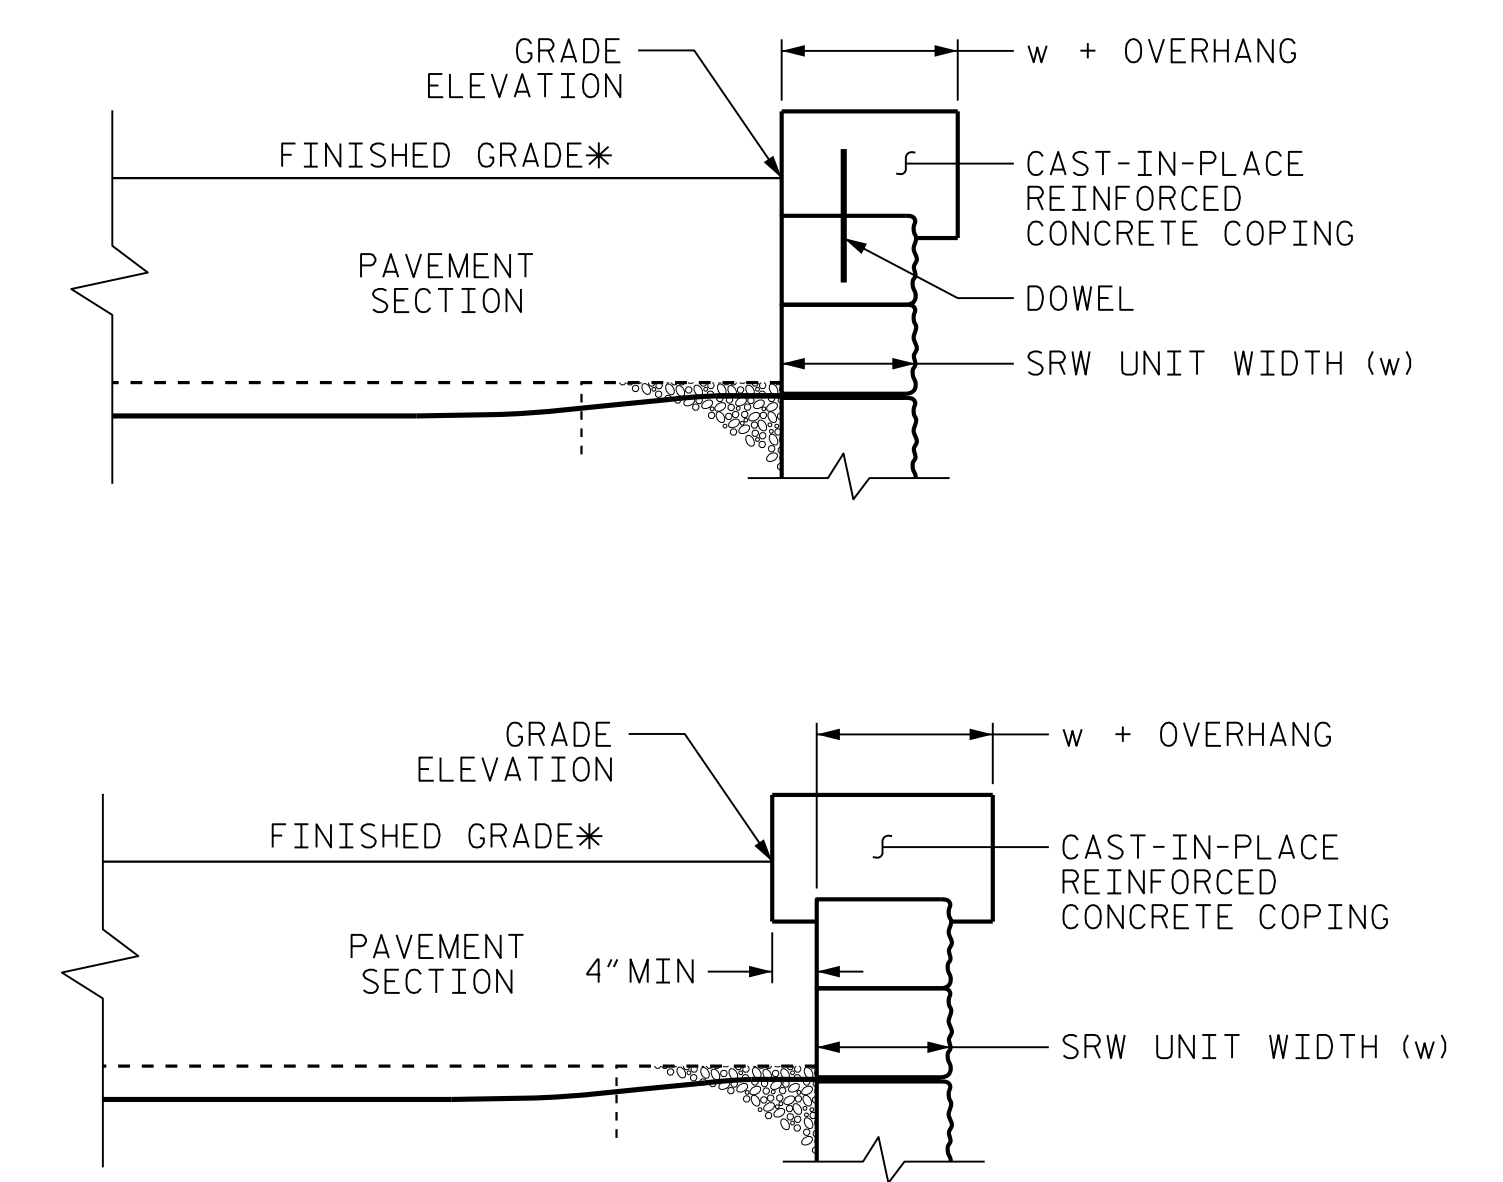 GRADE
ELEVATION
w + OVERHANG
FINISHED GRADE*
CAST-IN-PLACE
REINFORCED
CONCRETE COPING
PAVEMENT
SECTION
DOWEL
SRW UNIT WIDTH (w)
GRADE
ELEVATION
w + OVERHANG
FINISHED GRADE*
CAST-IN-PLACE
REINFORCED
CONCRETE COPING
PAVEMENT
SECTION
4" MIN
SRW UNIT WIDTH (w)